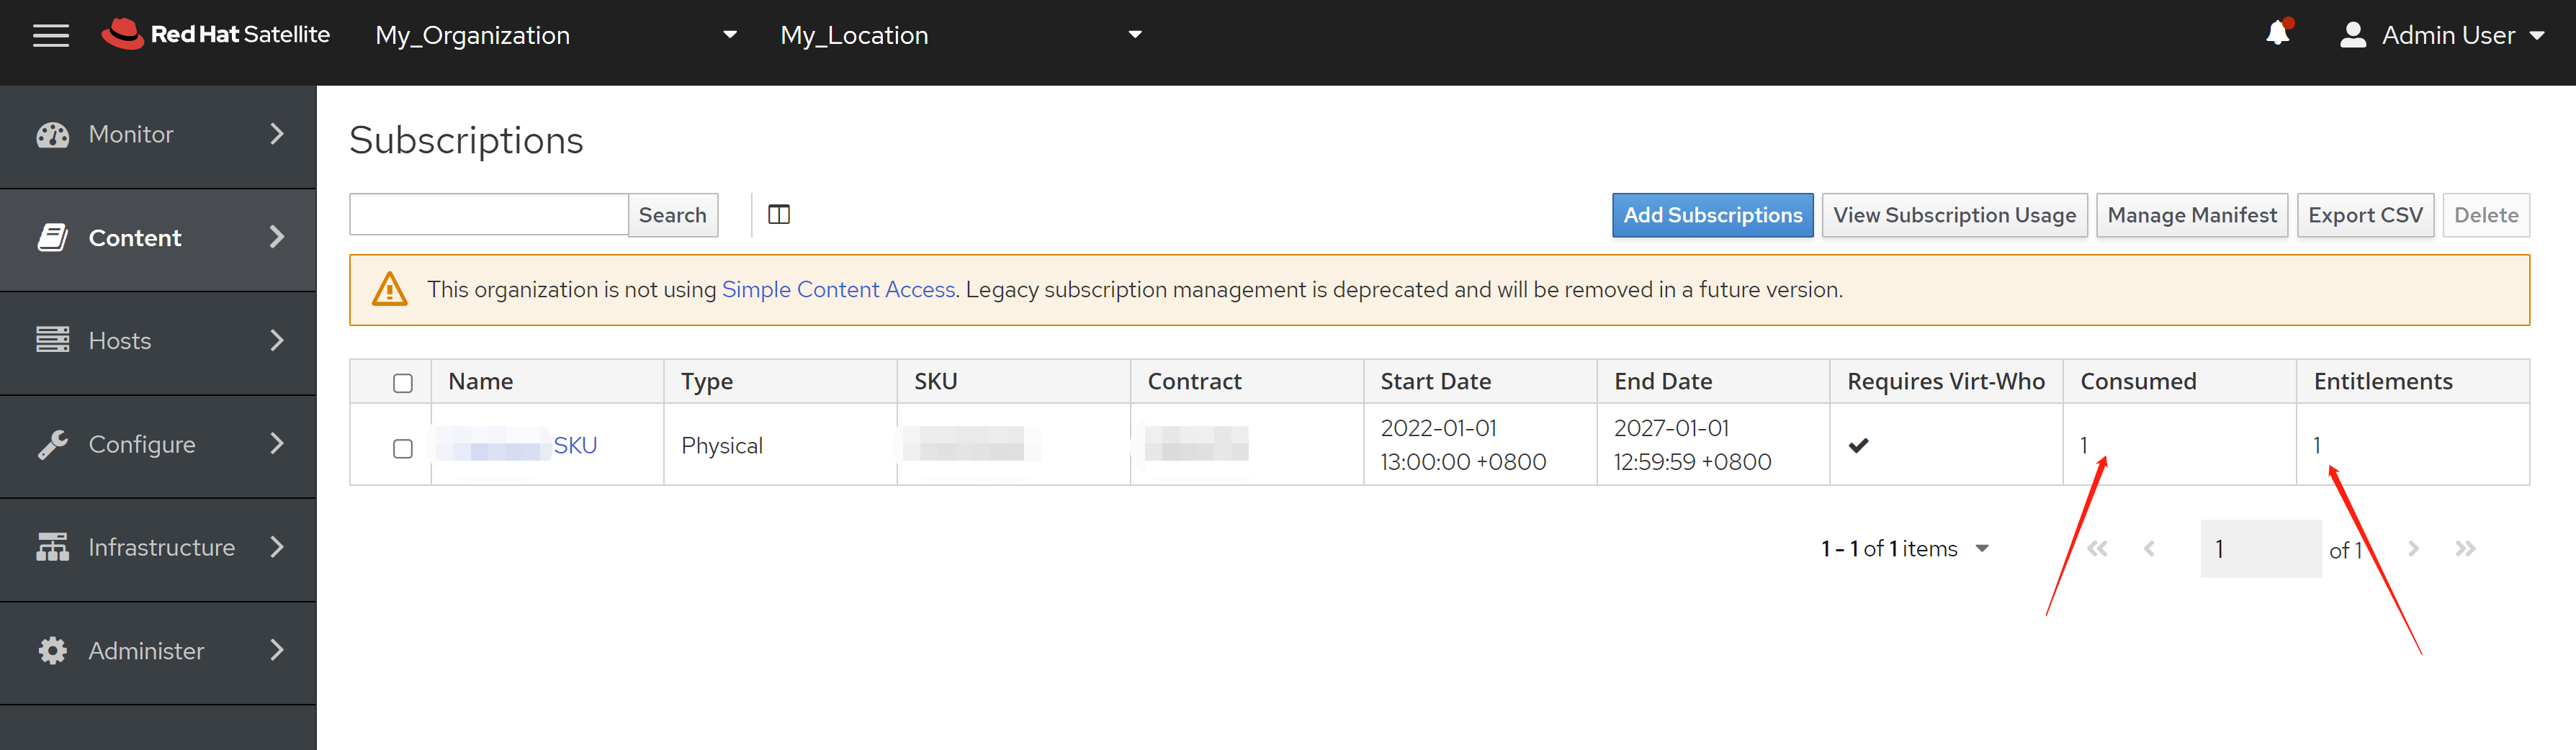 Red Hat Satellite My_Organization My_Location Admin User
Monitor
Content
Hosts
Configure
Infrastructure
Administer
Subscriptions
Search Add Subscriptions View Subscription Usage Manage Manifest Export CSV Delete
This organization is not using Simple Content Access. Legacy subscription management is deprecated and will be removed in a future version.
Name Type SKU Contract Start Date End Date Requires Virt-Who Consumed Entitlements
SKU Physical 2022-01-01 2027-01-01 1 1
13:00:00 +0800 12:59:59 +0800
1 - 1 of 1 items 1 of 1